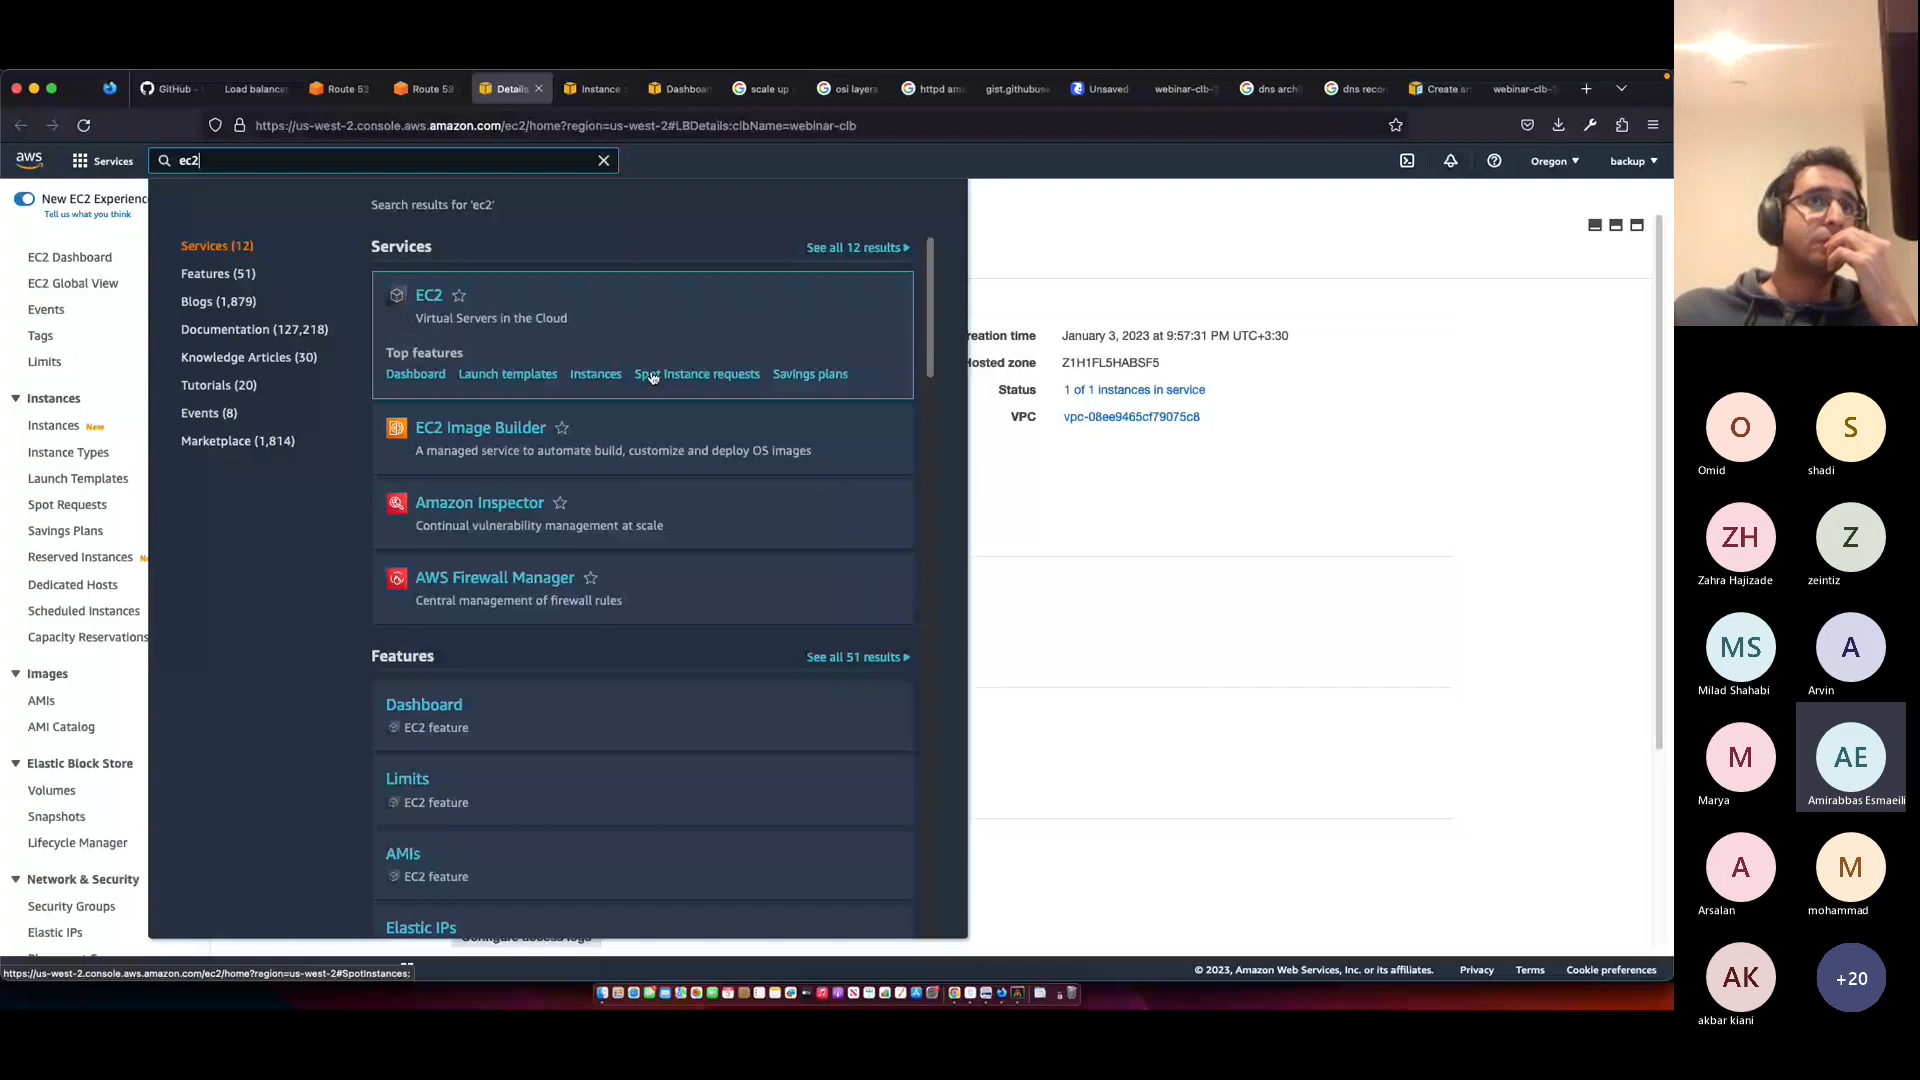 GitHub -
Load balance
Route 53
Route 53
Details
Instance
Dashboar
scale up
osi layers
httpd am
gist.githubus
Unsaved
webinar-clb-
dns archi
dns recor
Create an
webinar-clb-
https://us-west-2.console.aws.amazon.com/ec2/home?region=us-west-2#LBDetails:clbName=webinar-clb
aws
Services
ec2
Oregon
backup
New EC2 Experienc
Tell us what you think
EC2 Dashboard
EC2 Global View
Events
Tags
Limits
Instances
Instances New
Instance Types
Launch Templates
Spot Requests
Savings Plans
Reserved Instances
Dedicated Hosts
Scheduled Instances
Capacity Reservations
Images
AMIs
AMI Catalog
Elastic Block Store
Volumes
Snapshots
Lifecycle Manager
Network & Security
Security Groups
Elastic IPs
Search results for 'ec2'
Services (12)
Features (51)
Blogs (1,879)
Documentation (127,218)
Knowledge Articles (30)
Tutorials (20)
Events (8)
Marketplace (1,814)
Services
See all 12 results
EC2
Virtual Servers in the Cloud
Top features
Dashboard Launch templates Instances Spot Instance requests Savings plans
EC2 Image Builder
A managed service to automate build, customize and deploy OS images
Amazon Inspector
Continual vulnerability management at scale
AWS Firewall Manager
Central management of firewall rules
Features
See all 51 results
Dashboard
EC2 feature
Limits
EC2 feature
AMIs
EC2 feature
Elastic IPs
Configure access logs
reation time January 3, 2023 at 9:57:31 PM UTC+3:30
Hosted zone Z1H1FL5HABSF5
Status 1 of 1 instances in service
VPC vpc-08ee9465cf79075c8
https://us-west-2.console.aws.amazon.com/ec2/home?region=us-west-2#SpotInstances:
© 2023, Amazon Web Services, Inc. or its affiliates. Privacy Terms Cookie preferences
O
Omid
S
shadi
ZH
Zahra Hajizade
Z
zeintiz
MS
Milad Shahabi
A
Arvin
M
Marya
AE
Amirabbas Esmaeili
A
Arsalan
M
mohammad
AK
akbar kiani
+20